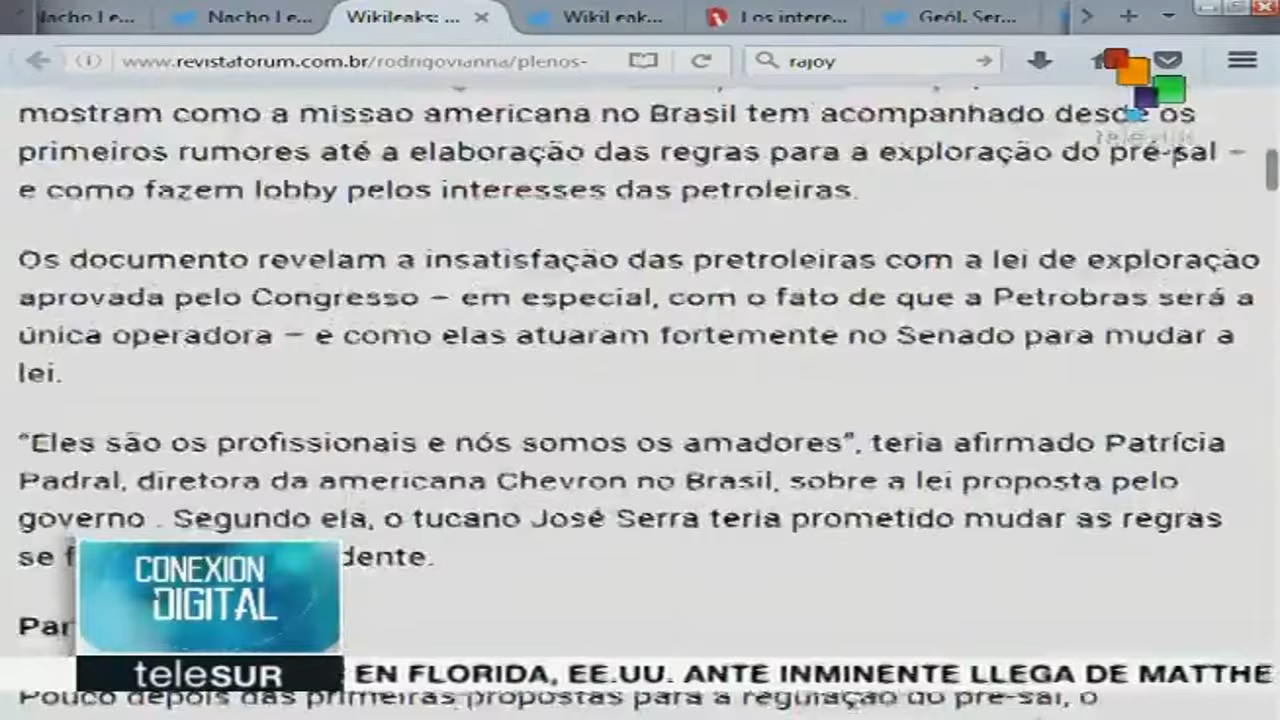 Nacho Le...
Nacho Le...
Wikileaks: ...
WikiLeak...
Los intere...
Geól. Ser...
www.revistaforum.com.br/rodrigovianna/plenos-
rajoy
mostram como a missao americana no Brasil tem acompanhado desde os
primeiros rumores até a elaboração das regras para a exploração do pré-sal –
e como fazem lobby pelos interesses das petroleiras.
Os documento revelam a insatisfação das pretroleiras com a lei de exploração
aprovada pelo Congresso – em especial, com o fato de que a Petrobras será a
única operadora – e como elas atuaram fortemente no Senado para mudar a
lei.
“Eles são os profissionais e nós somos os amadores”, teria afirmado Patrícia
Padral, diretora da americana Chevron no Brasil, sobre a lei proposta pelo
governo . Segundo ela, o tucano José Serra teria prometido mudar as regras
se f dente.
CONEXION
DIGITAL
Par
teleSUR
EN FLORIDA, EE.UU. ANTE INMINENTE LLEGA DE MATTHE
Pouco depois das primeiras propostas para a regulação do pré-sal, o